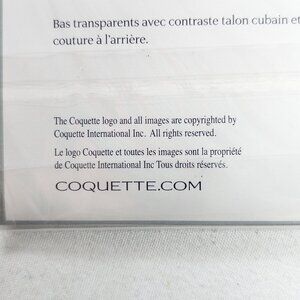 Bas transparents avec contraste talon cubain et
couture à l'arrière.
The Coquette logo and all images are copyrighted by
Coquette International Inc. All rights reserved.
Le logo Coquette et toutes les images sont la propriété
de Coquette International Inc Tous droits réservés.
COQUETTE.COM